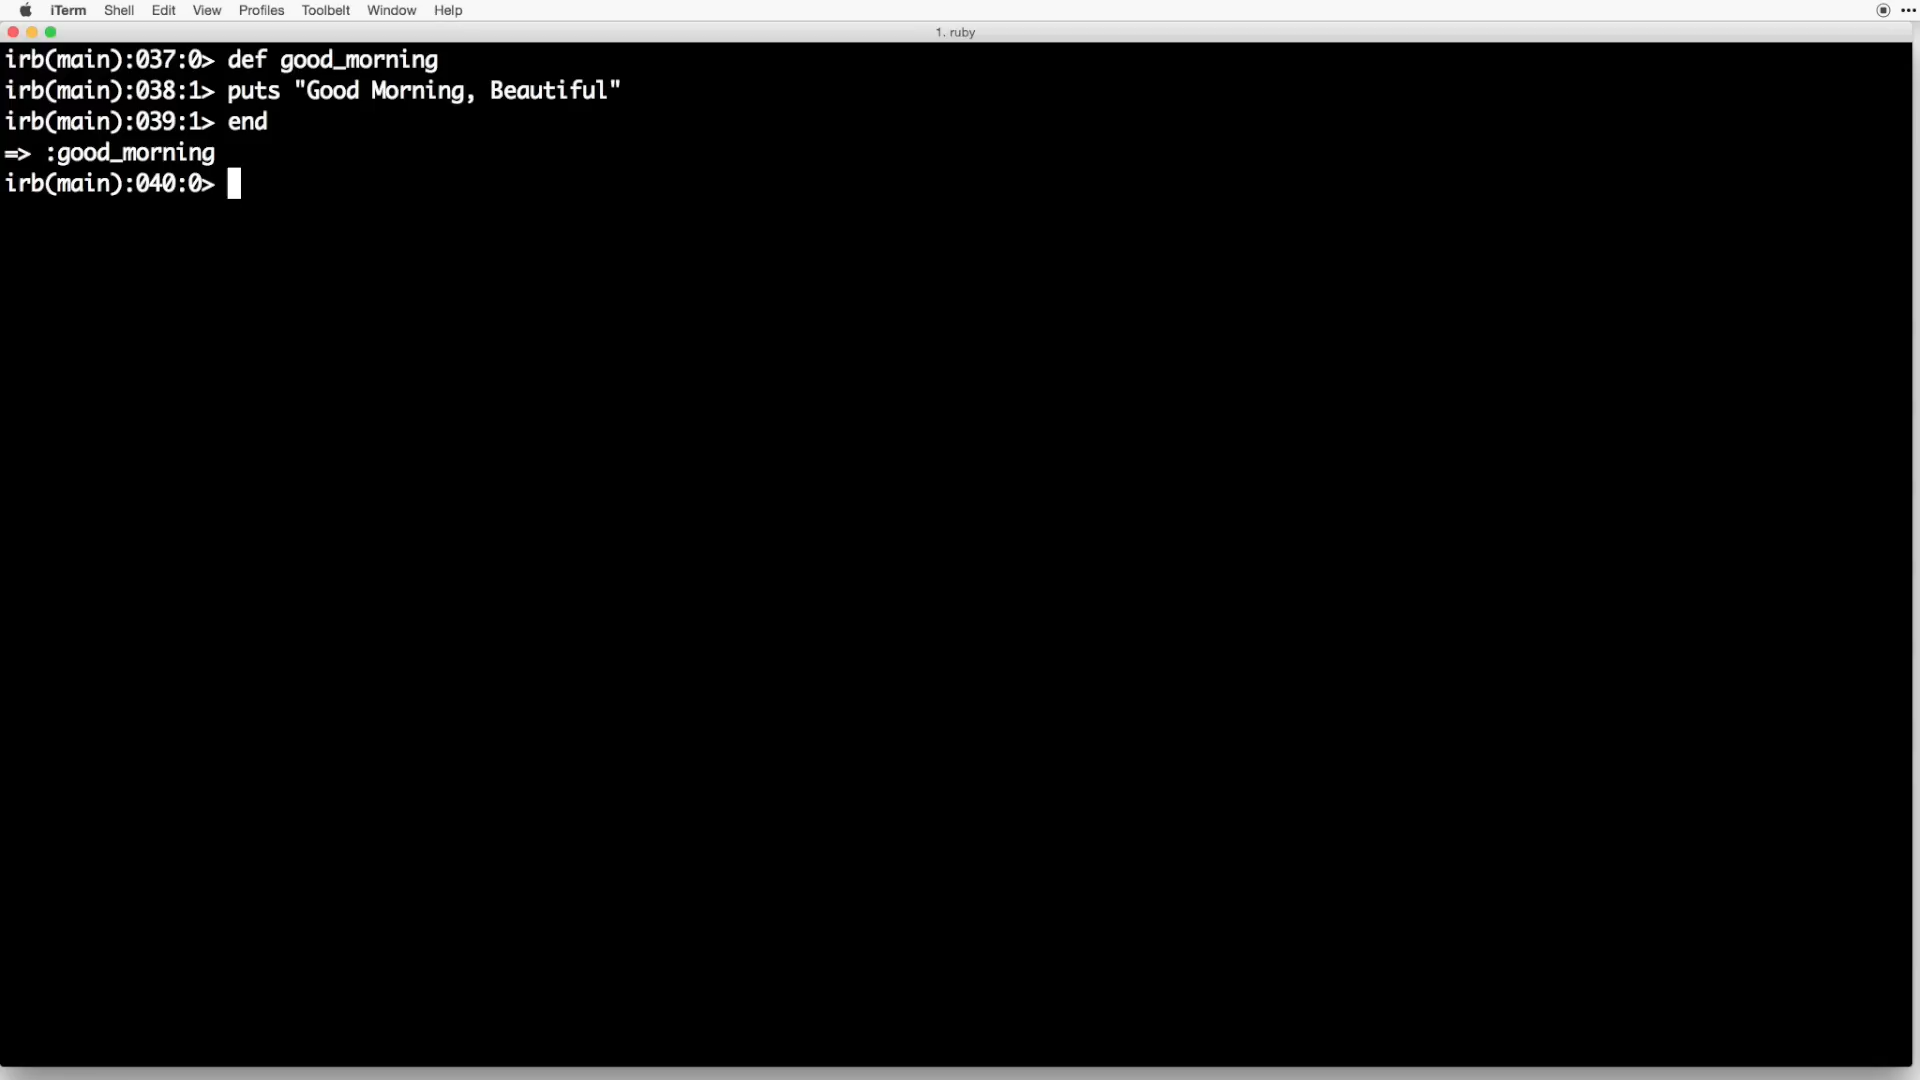 iTerm Shell Edit View Profiles Toolbelt Window Help
1. ruby
irb(main):037:0> def good_morning
irb(main):038:1> puts "Good Morning, Beautiful"
irb(main):039:1> end
=> :good_morning
irb(main):040:0>